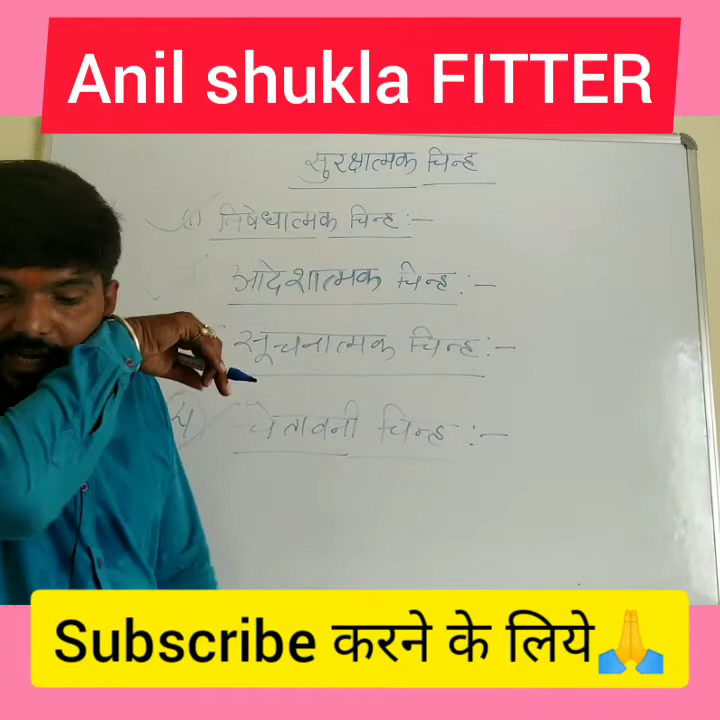 Anil shukla FITTER
सुरक्षात्मक चिन्ह
निषेधात्मक चिन्ह :-
आदेशात्मक चिन्ह :-
सूचनात्मक चिन्ह :-
चेतावनी चिन्ह :-
Subscribe करने के लिये🙏